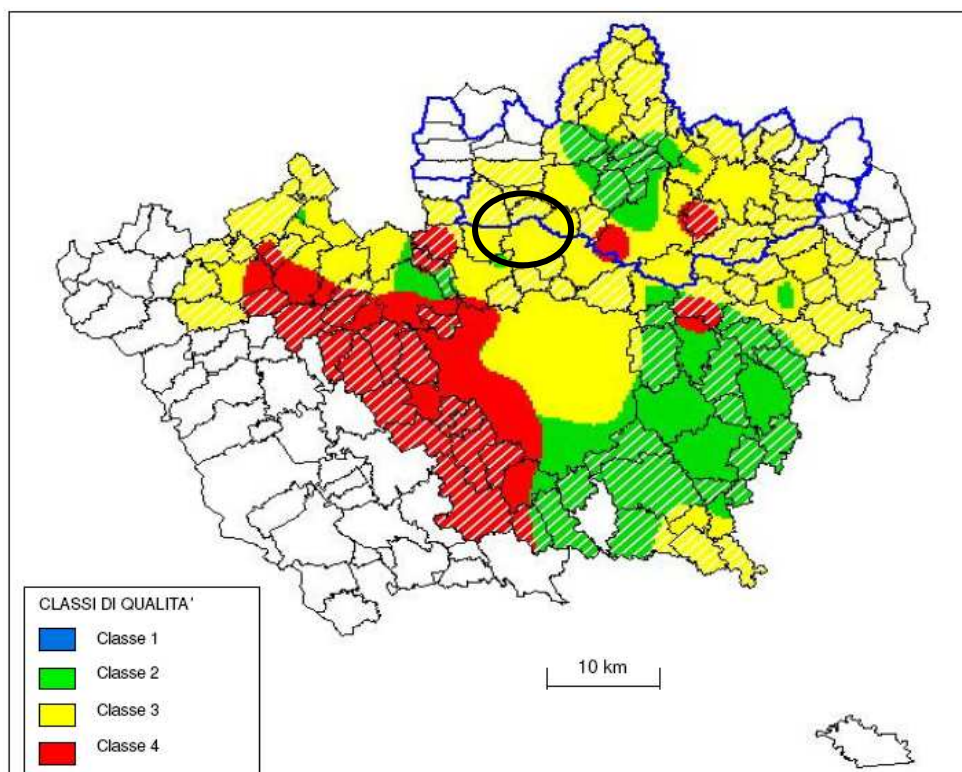 10 km
CLASSI DI QUALITA'
Classe 1
Classe 2
Classe 3
Classe 4